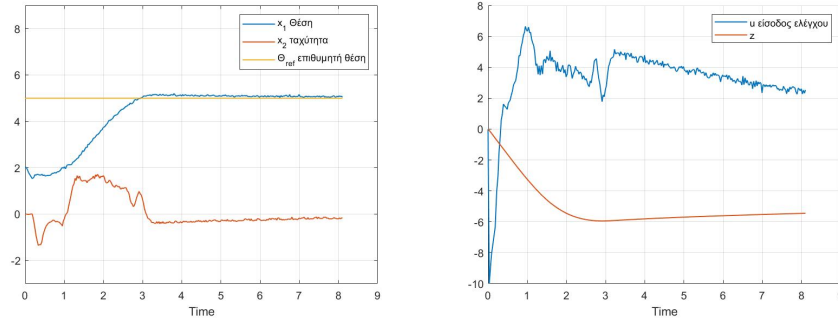 x1 Θέση
x2 ταχύτητα
Θref επιθυμητή θέση
8
6
4
2
0
-2
0 1 2 3 4 5 6 7 8 9
Time
u είσοδος ελέγχου
z
8
6
4
2
0
-2
-4
-6
-8
-10
0 1 2 3 4 5 6 7 8
Time